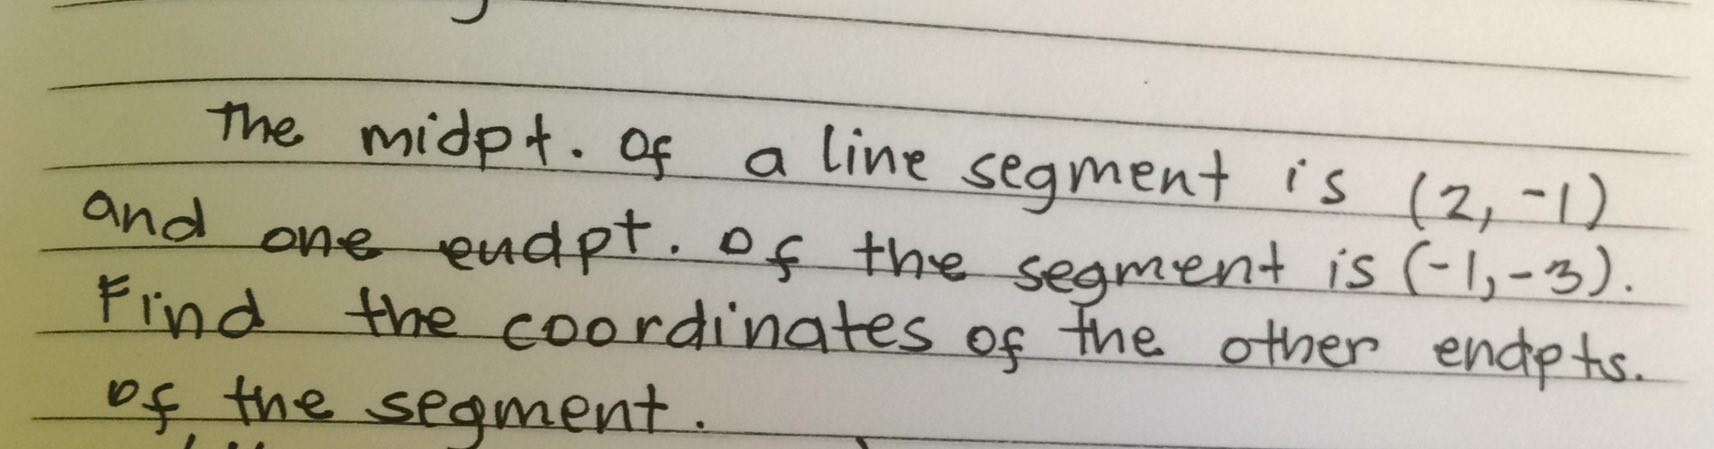 The midpt. of a line segment is (2, -1)
and one endpt. of the segment is (-1, -3).
Find the coordinates of the other endpts.
of the segment.